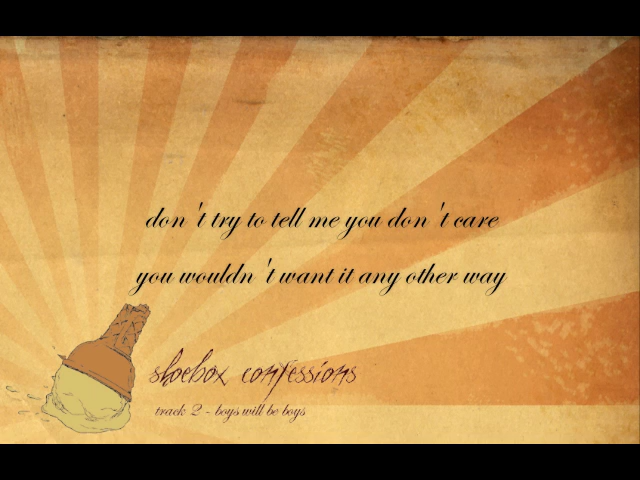 don't try to tell me you don't care
you wouldn't want it any other way
shoebox confessions
track 2 - boys will be boys